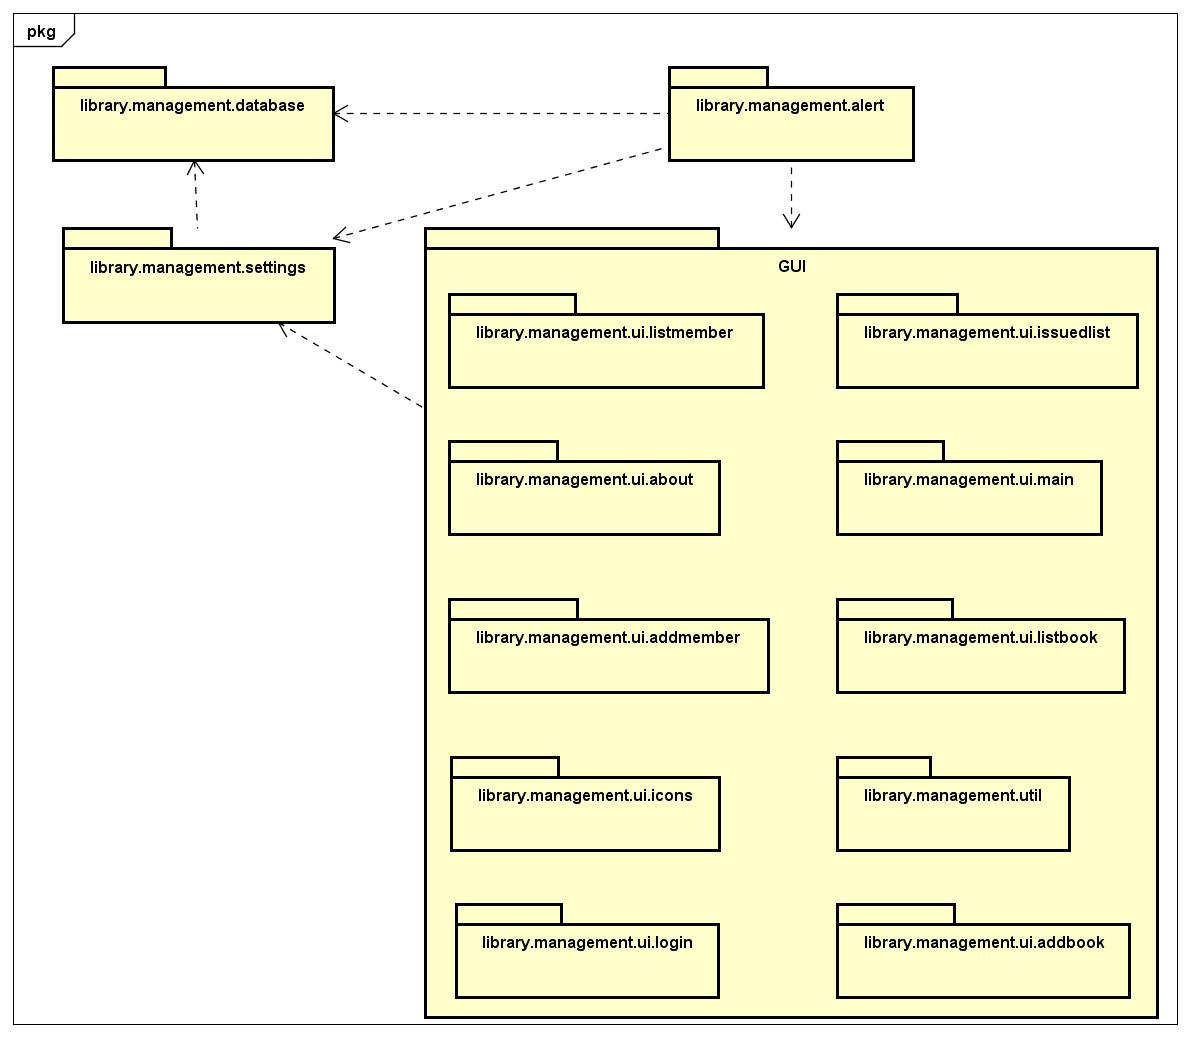 pkg
library.management.database
library.management.alert
library.management.settings
GUI
library.management.ui.listmember
library.management.ui.issuedlist
library.management.ui.about
library.management.ui.main
library.management.ui.addmember
library.management.ui.listbook
library.management.ui.icons
library.management.util
library.management.ui.login
library.management.ui.addbook